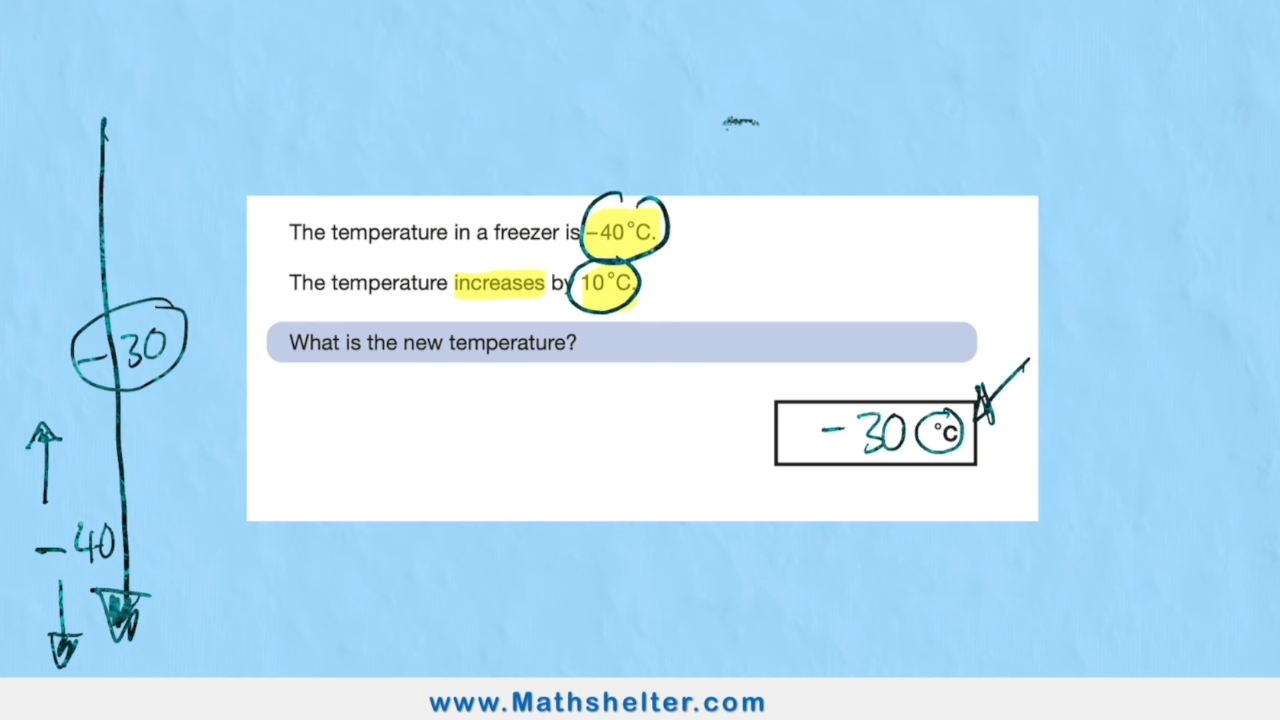 The temperature in a freezer is −40°C.
The temperature increases by 10°C.
What is the new temperature?
−30 °C
−30
−40
www.Mathshelter.com